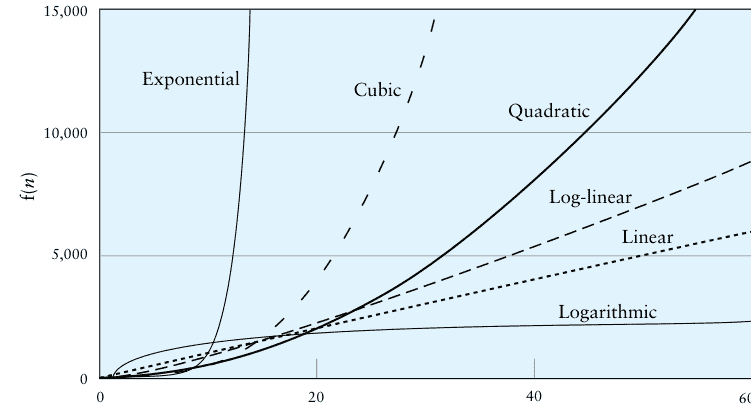 15,000
Exponential
Cubic
Quadratic
10,000
f(n)
Log-linear
Linear
5,000
Logarithmic
0
0
20
40
60